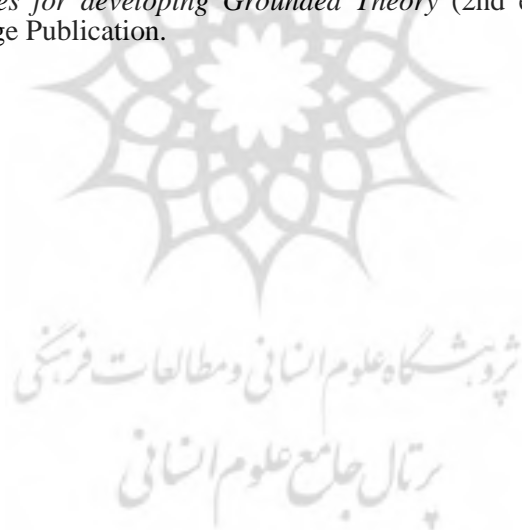 es for developing Grounded Theory (2nd
ge Publication.
پژوهشگاه علوم انسانی و مطالعات فرهنگی
پرتال جامع علوم انسانی